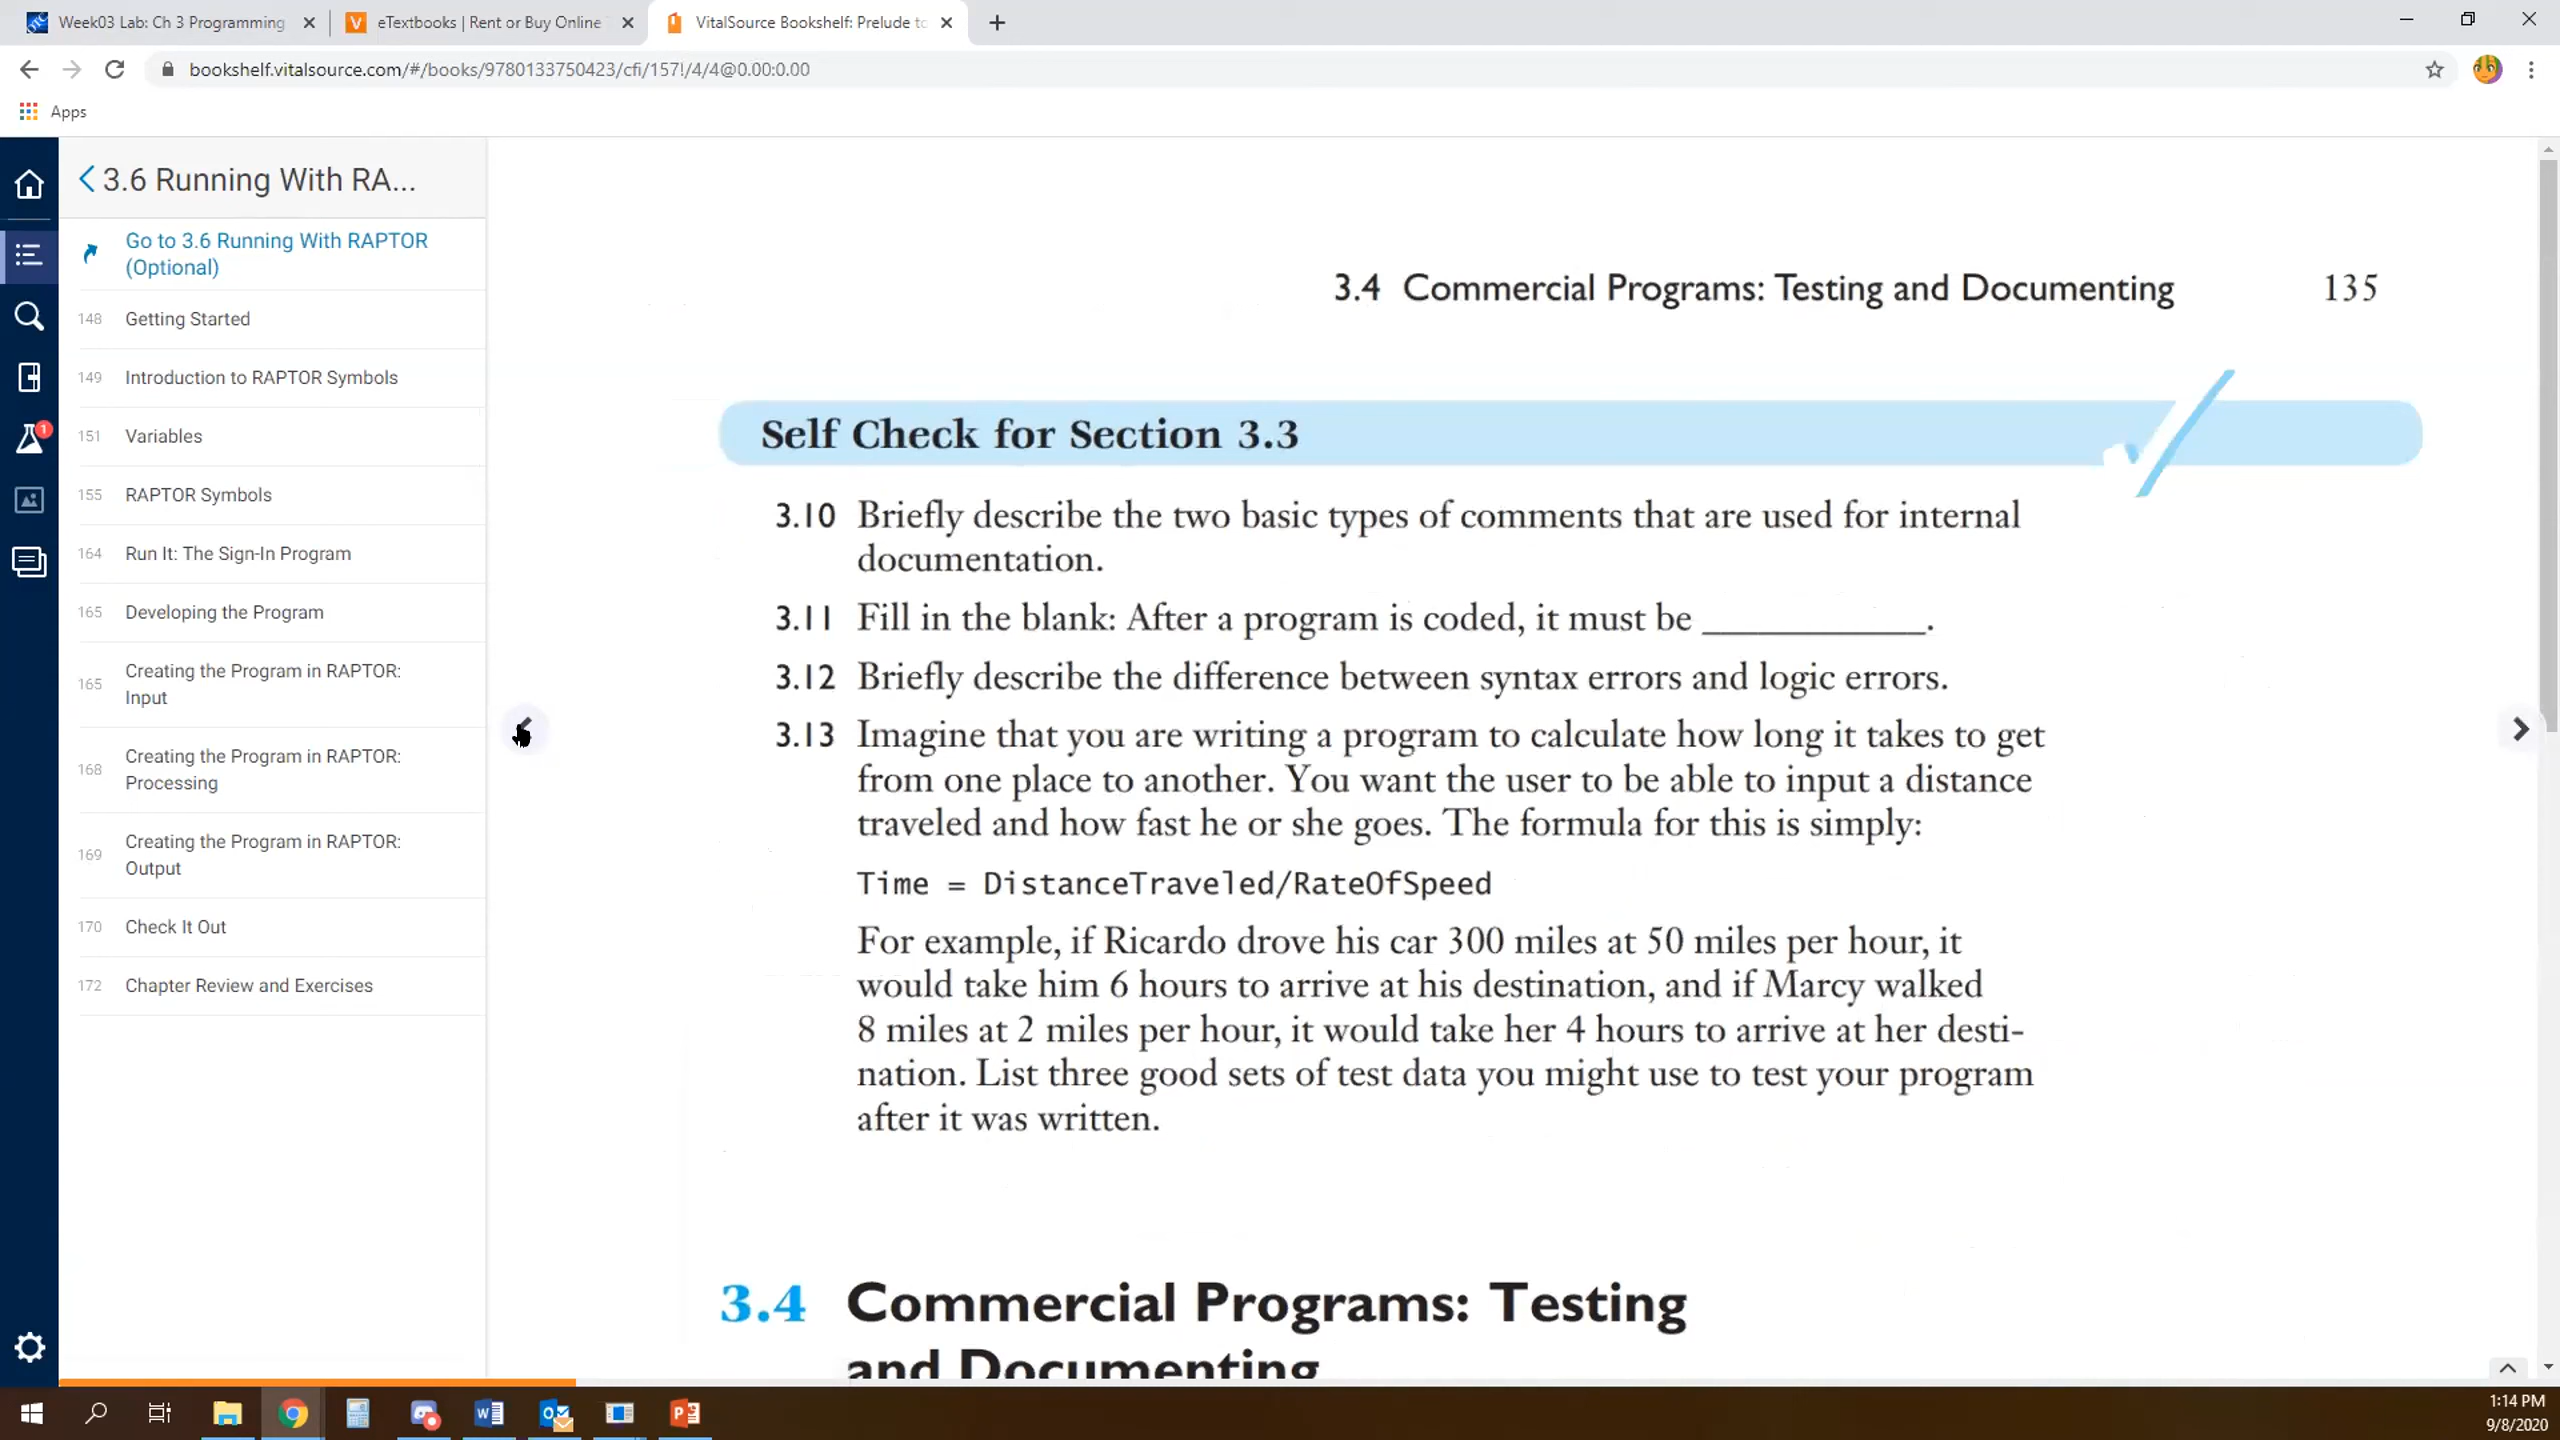 Week03 Lab: Ch 3 Programming
eTextbooks | Rent or Buy Online
VitalSource Bookshelf: Prelude to
bookshelf.vitalsource.com/#/books/9780133750423/cfi/157!/4/4@0.00:0.00
Apps
3.6 Running With RA...
Go to 3.6 Running With RAPTOR
(Optional)
148 Getting Started
149 Introduction to RAPTOR Symbols
151 Variables
155 RAPTOR Symbols
164 Run It: The Sign-In Program
165 Developing the Program
165 Creating the Program in RAPTOR:
Input
168 Creating the Program in RAPTOR:
Processing
169 Creating the Program in RAPTOR:
Output
170 Check It Out
172 Chapter Review and Exercises
1
3.4 Commercial Programs: Testing and Documenting 135
Self Check for Section 3.3
3.10 Briefly describe the two basic types of comments that are used for internal
documentation.
3.11 Fill in the blank: After a program is coded, it must be ____________.
3.12 Briefly describe the difference between syntax errors and logic errors.
3.13 Imagine that you are writing a program to calculate how long it takes to get
from one place to another. You want the user to be able to input a distance
traveled and how fast he or she goes. The formula for this is simply:
Time = DistanceTraveled/RateOfSpeed
For example, if Ricardo drove his car 300 miles at 50 miles per hour, it
would take him 6 hours to arrive at his destination, and if Marcy walked
8 miles at 2 miles per hour, it would take her 4 hours to arrive at her desti-
nation. List three good sets of test data you might use to test your program
after it was written.
3.4 Commercial Programs: Testing
and Documenting
1:14 PM
9/8/2020